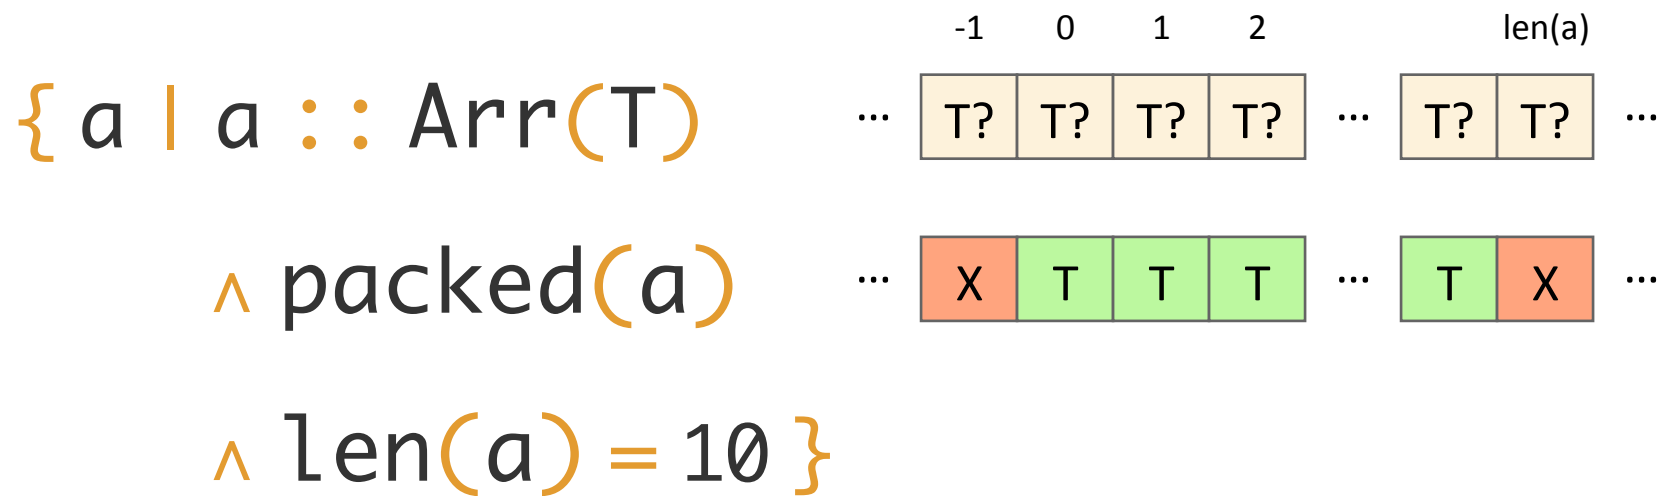 -1 0 1 2 len(a)
{ a | a :: Arr(T) … T? T? T? T? … T? T? …
∧ packed(a) … X T T T … T X …
∧ len(a) = 10 }